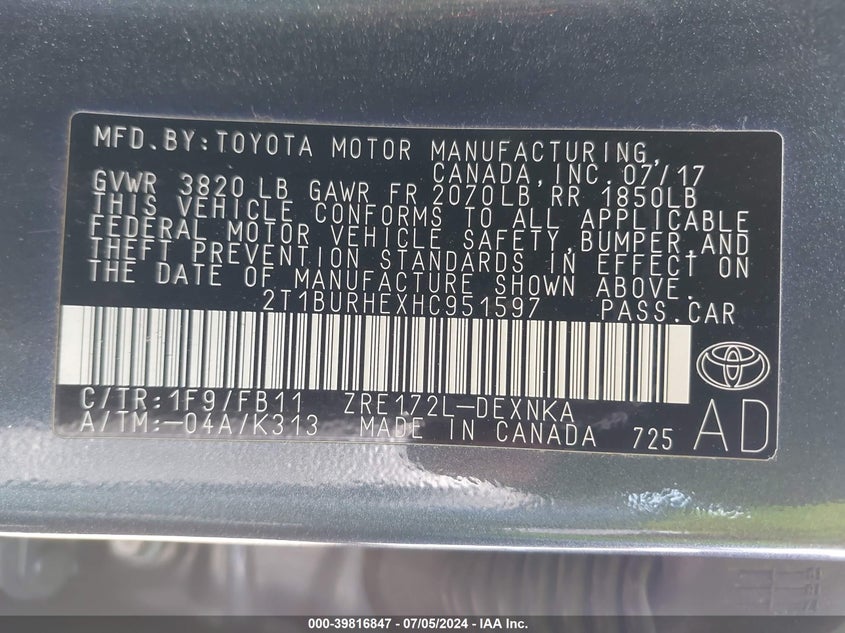 MFD.BY:TOYOTA MOTOR MANUFACTURING,
CANADA,INC.07/17
GVWR 3820 LB GAWR FR 2070LB RR 1850LB
THIS VEHICLE CONFORMS TO ALL APPLICABLE
FEDERAL MOTOR VEHICLE SAFETY,BUMPER,AND
THEFT PREVENTION STANDARDS IN EFFECT ON
THE DATE OF MANUFACTURE SHOWN ABOVE.
2T1BURHEXHC951597 PASS.CAR
C/TR:1F9/FB11 ZRE172L-DEXNKA
A/TM:-04A/K313 MADE IN CANADA 725 AD
000-39816847 - 07/05/2024 - IAA Inc.